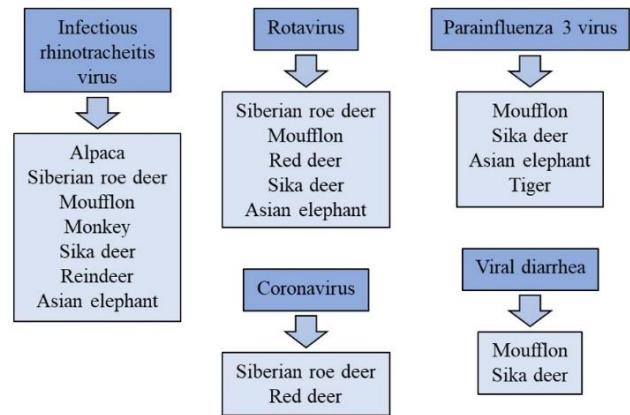 Infectious
rhinotracheitis
virus
Alpaca
Siberian roe deer
Moufflon
Monkey
Sika deer
Reindeer
Asian elephant
Rotavirus
Siberian roe deer
Moufflon
Red deer
Sika deer
Asian elephant
Coronavirus
Siberian roe deer
Red deer
Parainfluenza 3 virus
Moufflon
Sika deer
Asian elephant
Tiger
Viral diarrhea
Moufflon
Sika deer